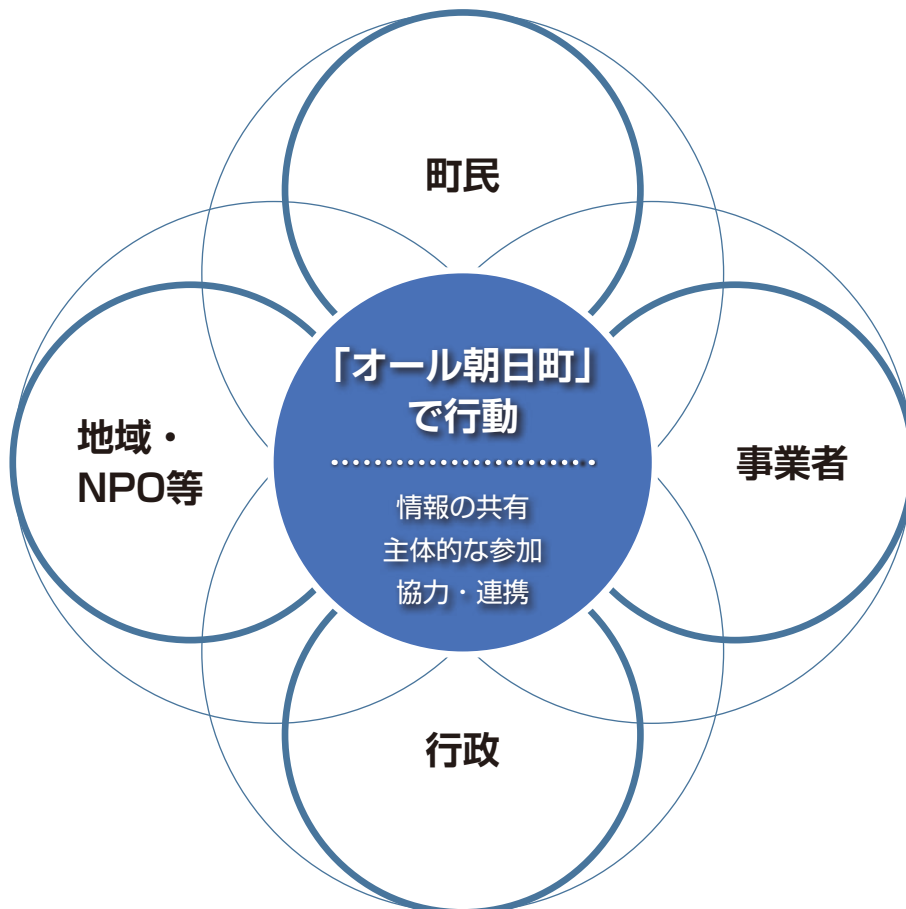 町民
「オール朝日町」
で行動
情報の共有
主体的な参加
協力・連携
地域・
NPO等
事業者
行政